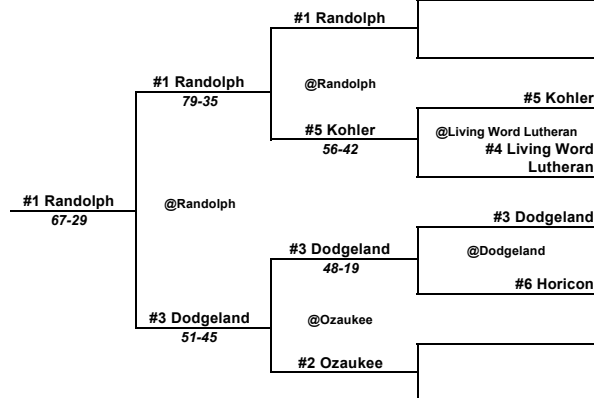 #1 Randolph
#1 Randolph
@Randolph
79-35
#5 Kohler
#5 Kohler
@Living Word Lutheran
56-42
#4 Living Word
Lutheran
#1 Randolph
@Randolph
67-29
#3 Dodgeland
#3 Dodgeland
@Dodgeland
48-19
#6 Horicon
#3 Dodgeland
@Ozaukee
51-45
#2 Ozaukee